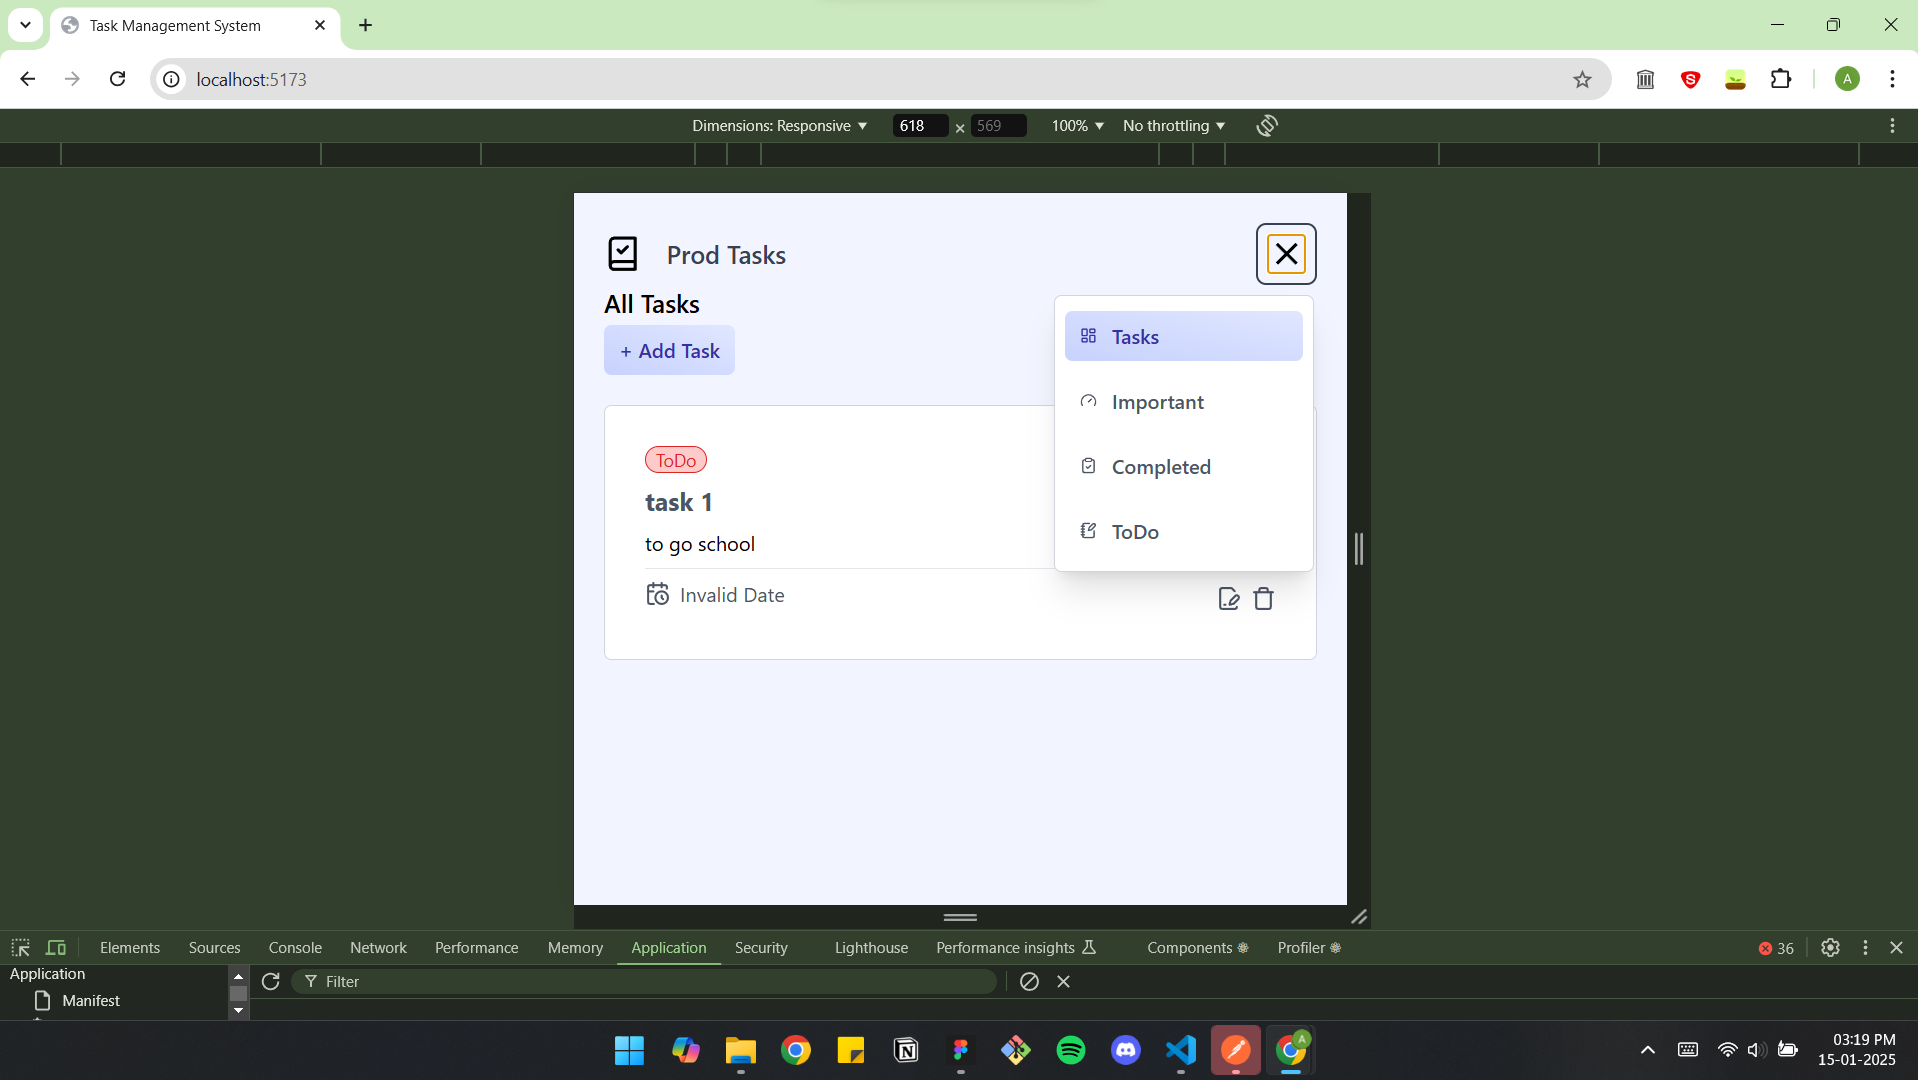 Task Management System
localhost:5173
A
Dimensions: Responsive
618 × 569
100%
No throttling
Prod Tasks
All Tasks
+ Add Task
Tasks
Important
Completed
ToDo
ToDo
task 1
to go school
Invalid Date
Elements
Sources
Console
Network
Performance
Memory
Application
Security
Lighthouse
Performance insights
Components
Profiler
36
Application
Manifest
Filter
A
03:19 PM
15-01-2025